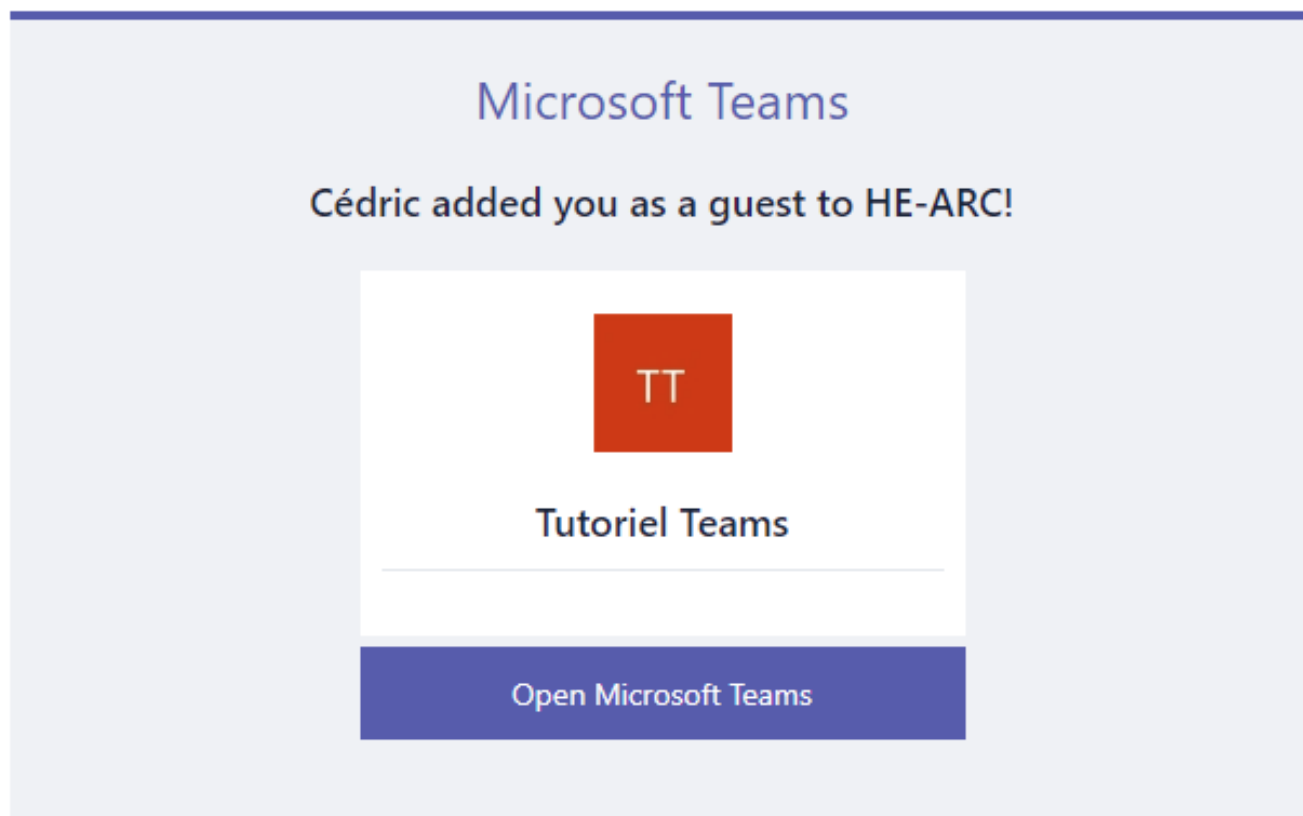 Microsoft Teams
Cédric added you as a guest to HE-ARC!
TT
Tutoriel Teams
Open Microsoft Teams